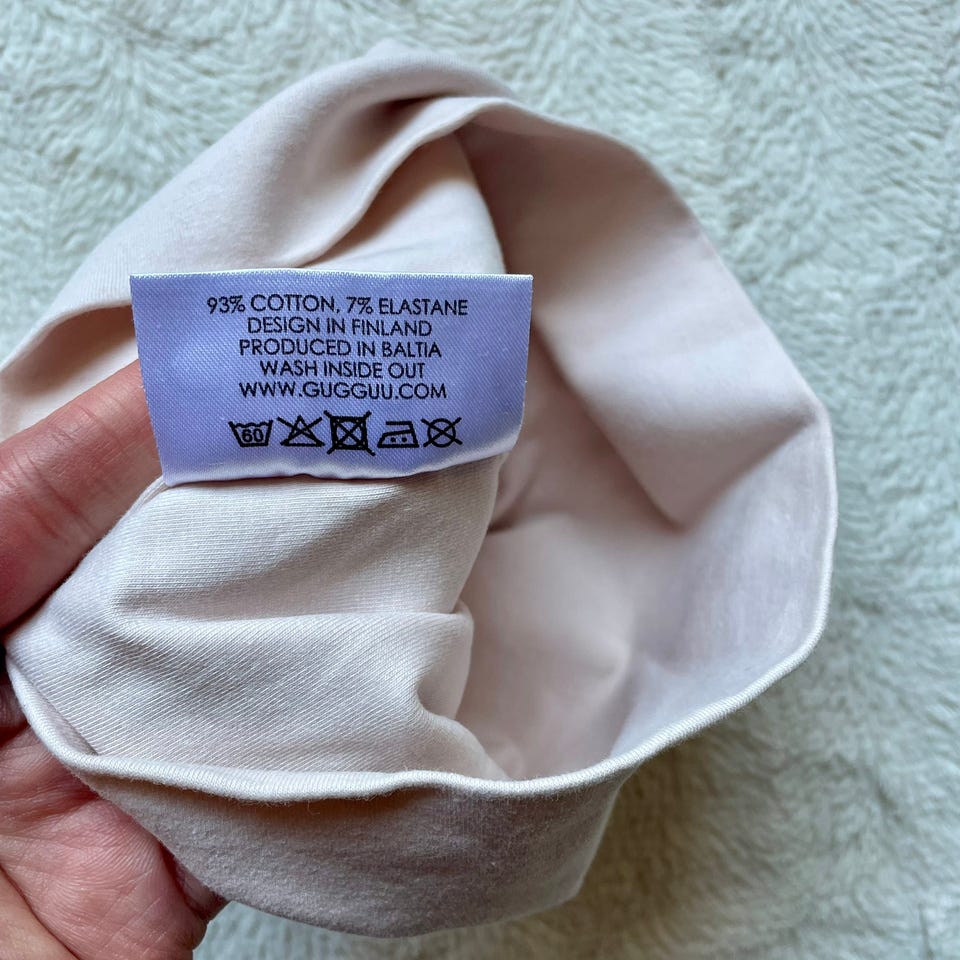 93% COTTON, 7% ELASTANE
DESIGN IN FINLAND
PRODUCED IN BALTIA
WASH INSIDE OUT
WWW.GUGGUU.COM
60